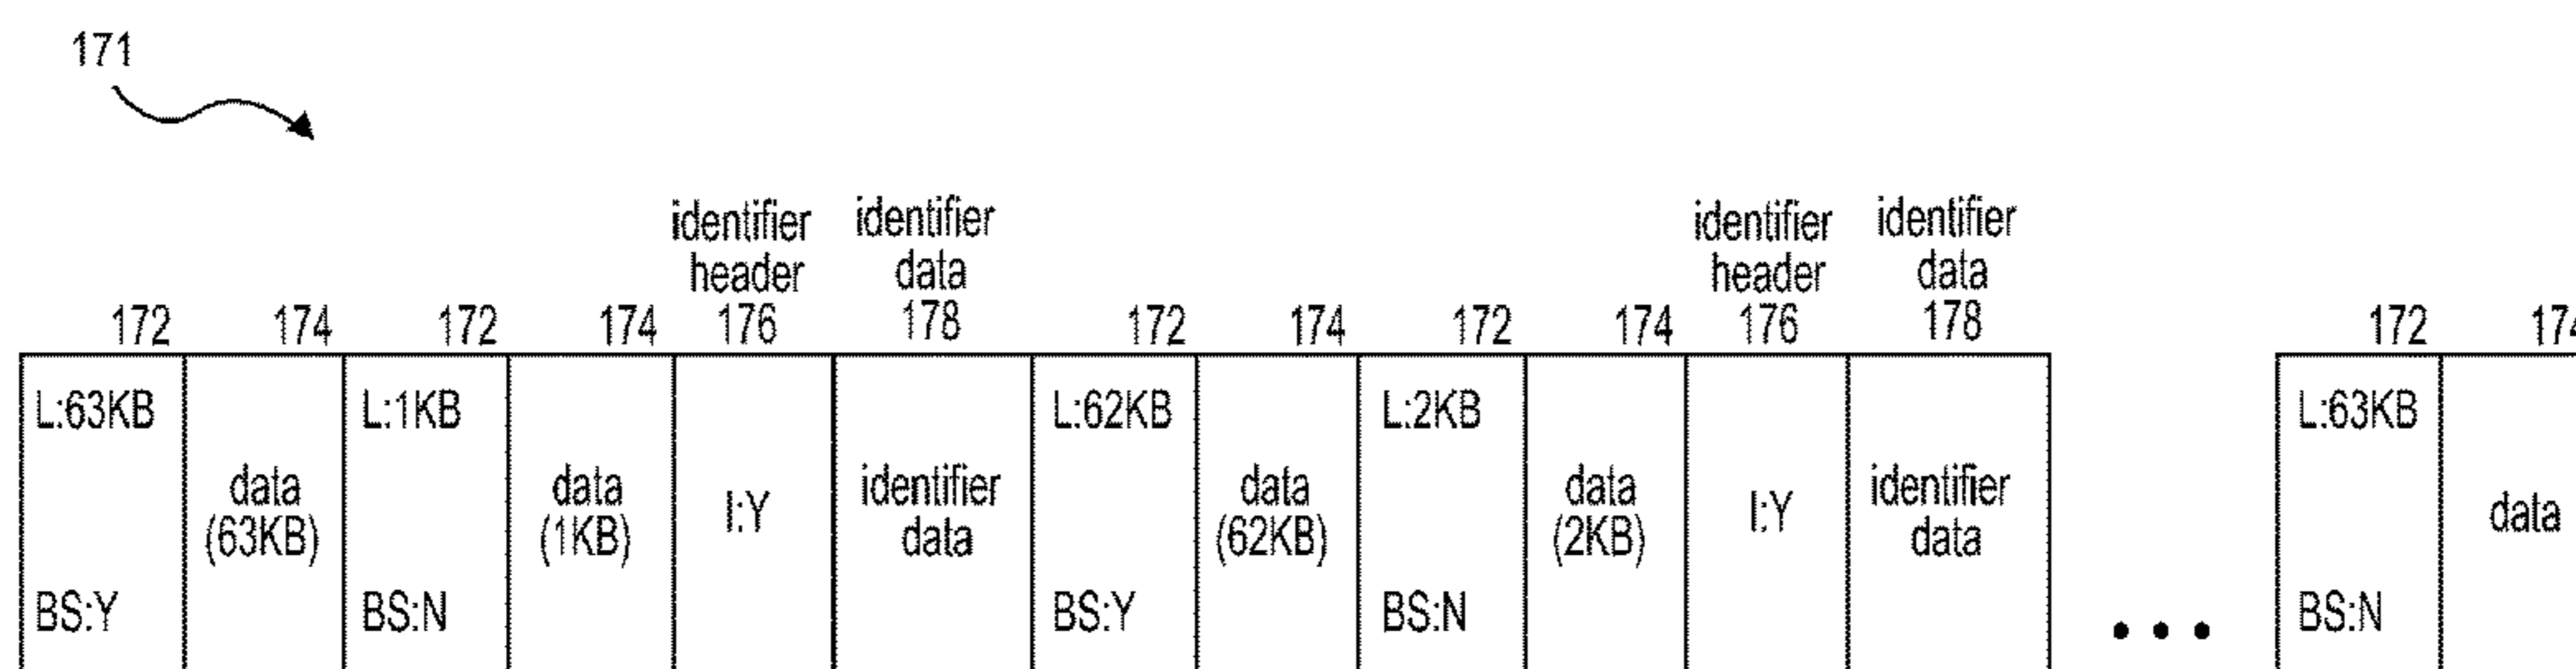 171
identifier identifier
header data
172 174 172 174 176 178 172 174 172 174
identifier identifier
header data
176 178
172 174
L:63KB
BS:Y
data
(63KB)
L:1KB
BS:N
data
(1KB)
I:Y
identifier
data
L:62KB
BS:Y
data
(62KB)
L:2KB
BS:N
data
(2KB)
I:Y
identifier
data
L:63KB
BS:N
data